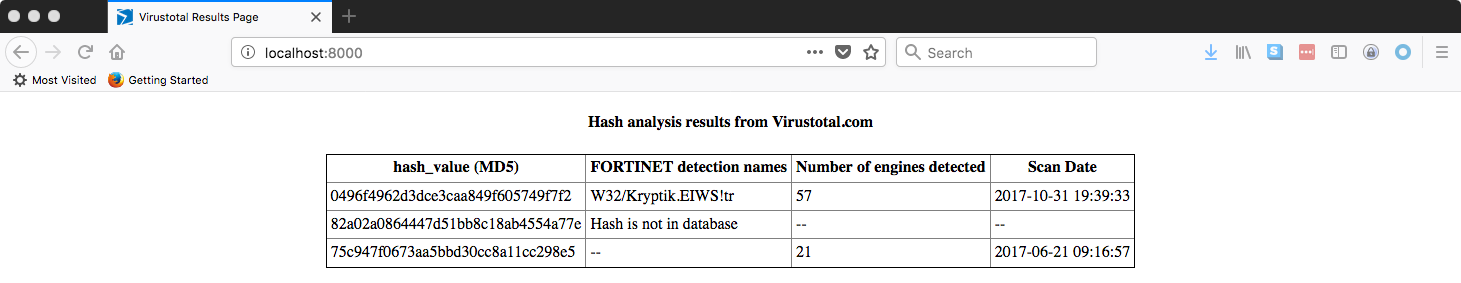 Virustotal Results Page
localhost:8000
Search
Most Visited
Getting Started
Hash analysis results from Virustotal.com
hash_value (MD5) FORTINET detection names Number of engines detected Scan Date
0496f4962d3dce3caa849f605749f7f2 W32/Kryptik.EIWS!tr 57 2017-10-31 19:39:33
82a02a0864447d51bb8c18ab4554a77e Hash is not in database -- --
75c947f0673aa5bbd30cc8a11cc298e5 -- 21 2017-06-21 09:16:57